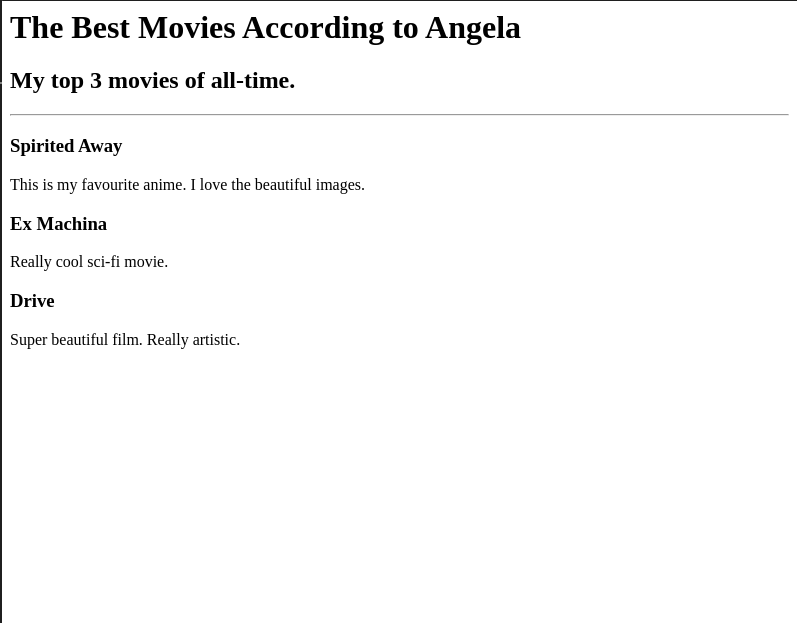 The Best Movies According to Angela
My top 3 movies of all-time.
Spirited Away
This is my favourite anime. I love the beautiful images.
Ex Machina
Really cool sci-fi movie.
Drive
Super beautiful film. Really artistic.